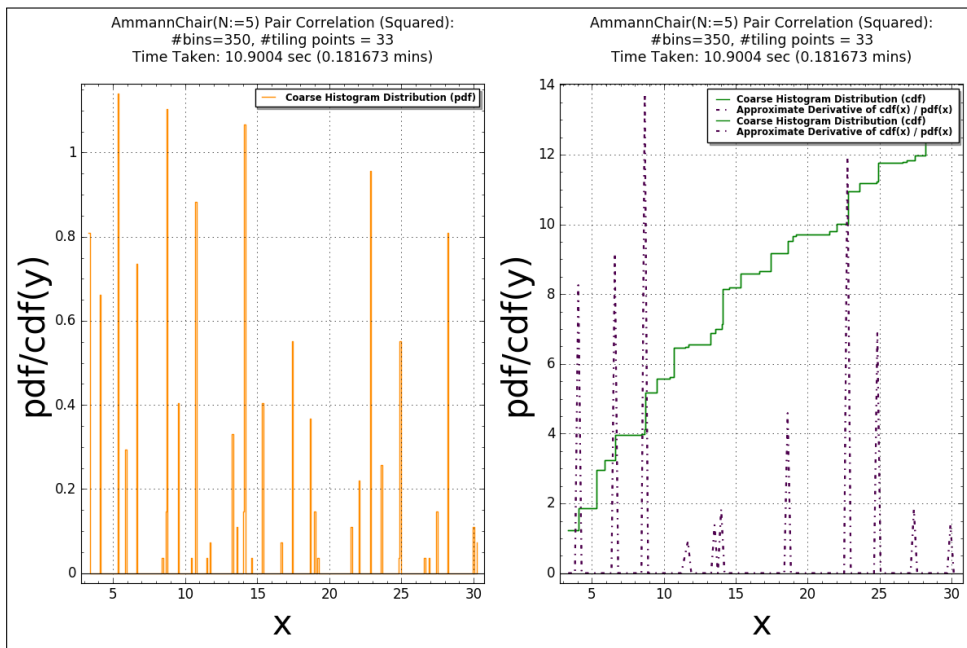 AmmannChair(N:=5) Pair Correlation (Squared):
#bins=350, #tiling points = 33
Time Taken: 10.9004 sec (0.181673 mins)
Coarse Histogram Distribution (pdf)
pdf/cdf(y)
1
0.8
0.6
0.4
0.2
0
5
10
15
20
25
30
x
AmmannChair(N:=5) Pair Correlation (Squared):
#bins=350, #tiling points = 33
Time Taken: 10.9004 sec (0.181673 mins)
Coarse Histogram Distribution (cdf)
Approximate Derivative of cdf(x) / pdf(x)
Coarse Histogram Distribution (cdf)
Approximate Derivative of cdf(x) / pdf(x)
pdf/cdf(y)
14
12
10
8
6
4
2
0
5
10
15
20
25
30
x